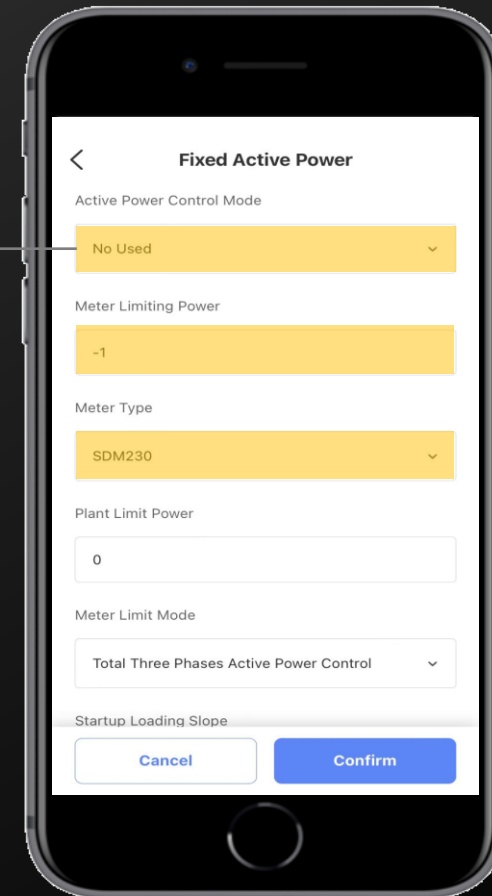 Fixed Active Power
Active Power Control Mode
No Used
Meter Limiting Power
-1
Meter Type
SDM230
Plant Limit Power
0
Meter Limit Mode
Total Three Phases Active Power Control
Startup Loading Slope
Cancel
Confirm